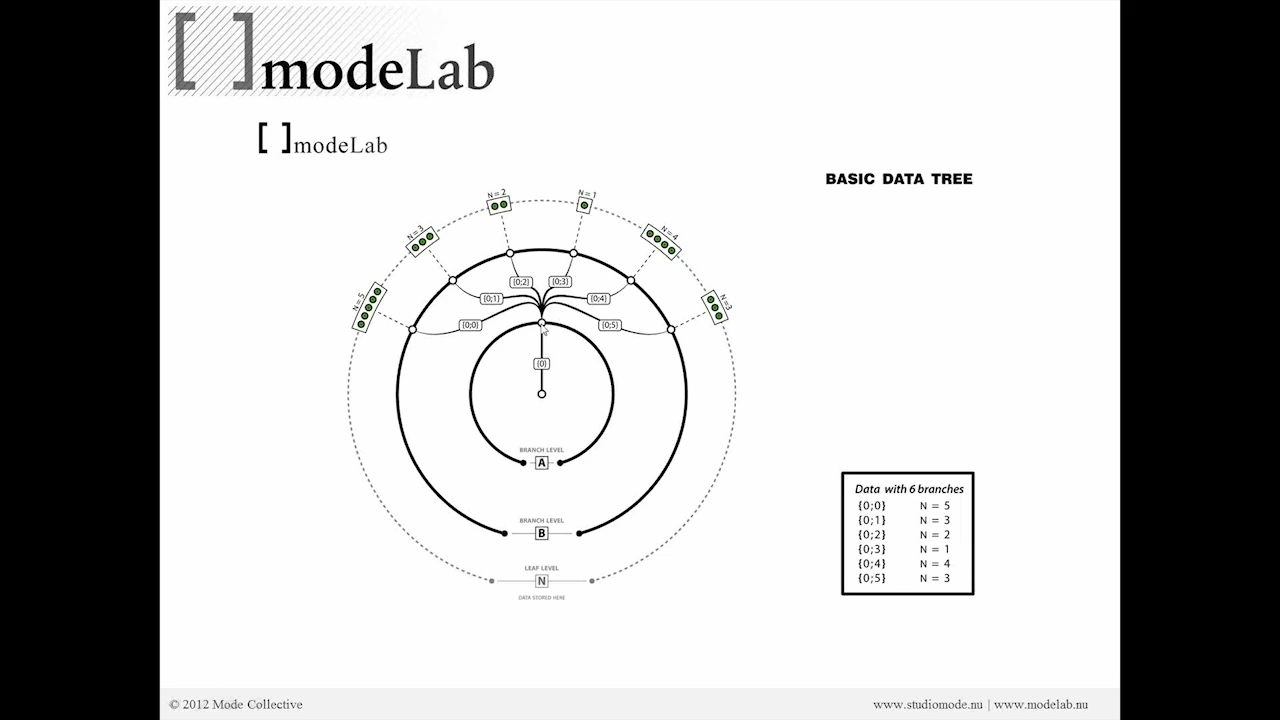 [ ]modeLab
[ ]modeLab
BASIC DATA TREE
N = 2
N = 1
N = 3
N = 4
N = 5
N = 3
{0;2}
{0;3}
{0;1}
{0;4}
{0;0}
{0;5}
{0}
BRANCH LEVEL
A
BRANCH LEVEL
B
LEAF LEVEL
N
DATA STORED HERE
Data with 6 branches
{0;0} N = 5
{0;1} N = 3
{0;2} N = 2
{0;3} N = 1
{0;4} N = 4
{0;5} N = 3
© 2012 Mode Collective
www.studiomode.nu | www.modelab.nu